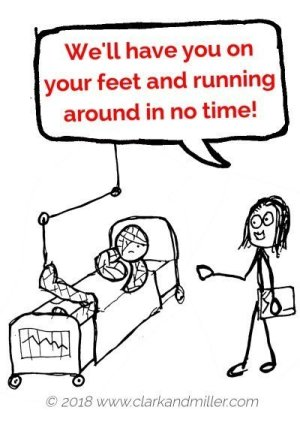 We'll have you on
your feet and running
around in no time!
© 2018 www.clarkandmiller.com